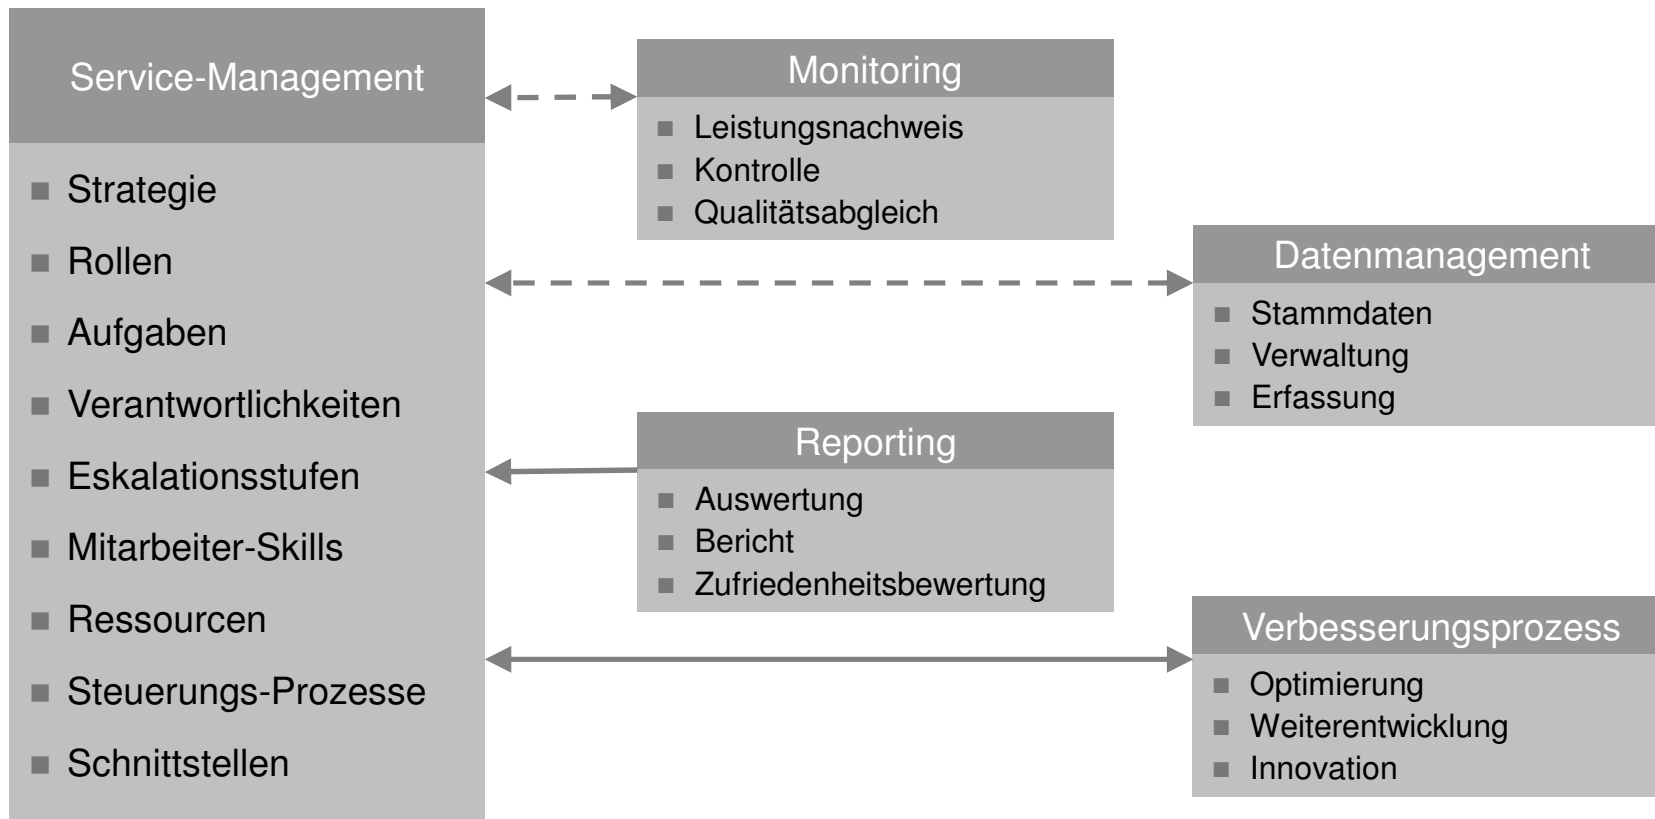 Service-Management
Strategie
Rollen
Aufgaben
Verantwortlichkeiten
Eskalationsstufen
Mitarbeiter-Skills
Ressourcen
Steuerungs-Prozesse
Schnittstellen
Monitoring
Leistungsnachweis
Kontrolle
Qualitätsabgleich
Datenmanagement
Stammdaten
Verwaltung
Erfassung
Reporting
Auswertung
Bericht
Zufriedenheitsbewertung
Verbesserungsprozess
Optimierung
Weiterentwicklung
Innovation